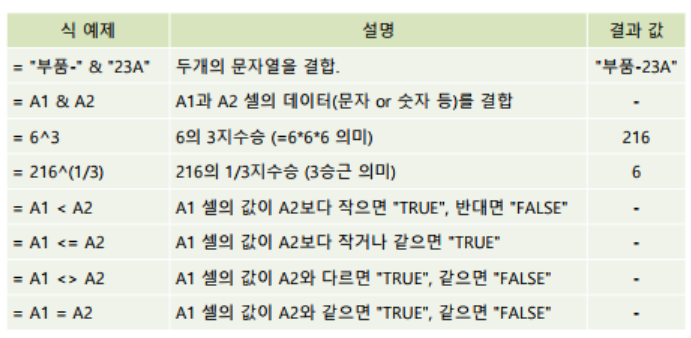 식 예제 설명 결과 값
= "부품-" & "23A" 두개의 문자열을 결합. "부품-23A"
= A1 & A2 A1과 A2 셀의 데이터(문자 or 숫자 등)를 결합 -
= 6^3 6의 3지수승 (=6*6*6 의미) 216
= 216^(1/3) 216의 1/3지수승 (3승근 의미) 6
= A1 < A2 A1 셀의 값이 A2보다 작으면 "TRUE", 반대면 "FALSE" -
= A1 <= A2 A1 셀의 값이 A2보다 작거나 같으면 "TRUE" -
= A1 <> A2 A1 셀의 값이 A2와 다르면 "TRUE", 같으면 "FALSE" -
= A1 = A2 A1 셀의 값이 A2와 같으면 "TRUE", 같으면 "FALSE" -